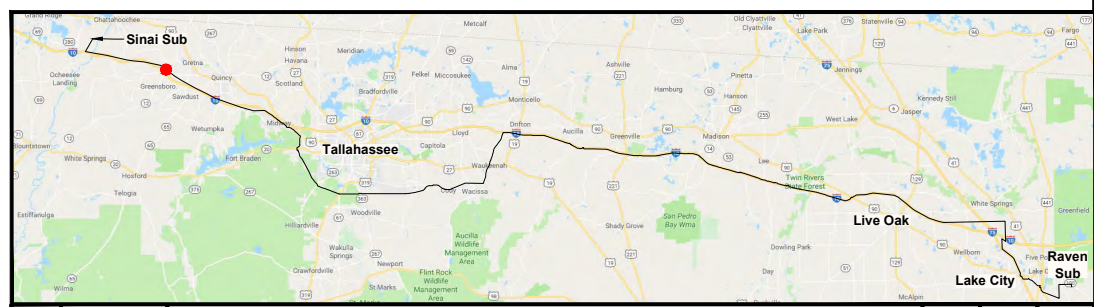 Grand Ridge
Chattahoochee
Metcalf
Old Clyattville
Clyattville
Statenville
Fargo
Lake Park
Sinai Sub
Gretna
Hinson
Havana
Meridian
Felkel
Miccosukee
Alma
Ashville
Pinetta
Jennings
Ocheesee
Landing
Quincy
Scotland
Greensboro
Sawdust
Bradfordville
Monticello
Hamburg
Hanson
Kennedy Still
Jasper
Wetumpka
Midway
Lloyd
Drifton
Aucilla
Greenville
Madison
West Lake
Tallahassee
Capitola
Lee
White Springs
Fort Braden
Waukeenah
Hosford
Cody
Wacissa
Twin Rivers
State Forest
Telogia
Estiffanulga
Woodville
Hilliardville
San Pedro
Bay Wma
Shady Grove
Live Oak
White Springs
Greenfield
Wakulla
Springs
Aucilla
Wildlife
Management
Area
Dowling Park
Wellborn
Five Po
Raven
Sub
Newport
Crawfordville
Flint Rock
Wildlife
Management
Area
Day
Lake City
Lake C
Wilma
St. Marks
McAlpin